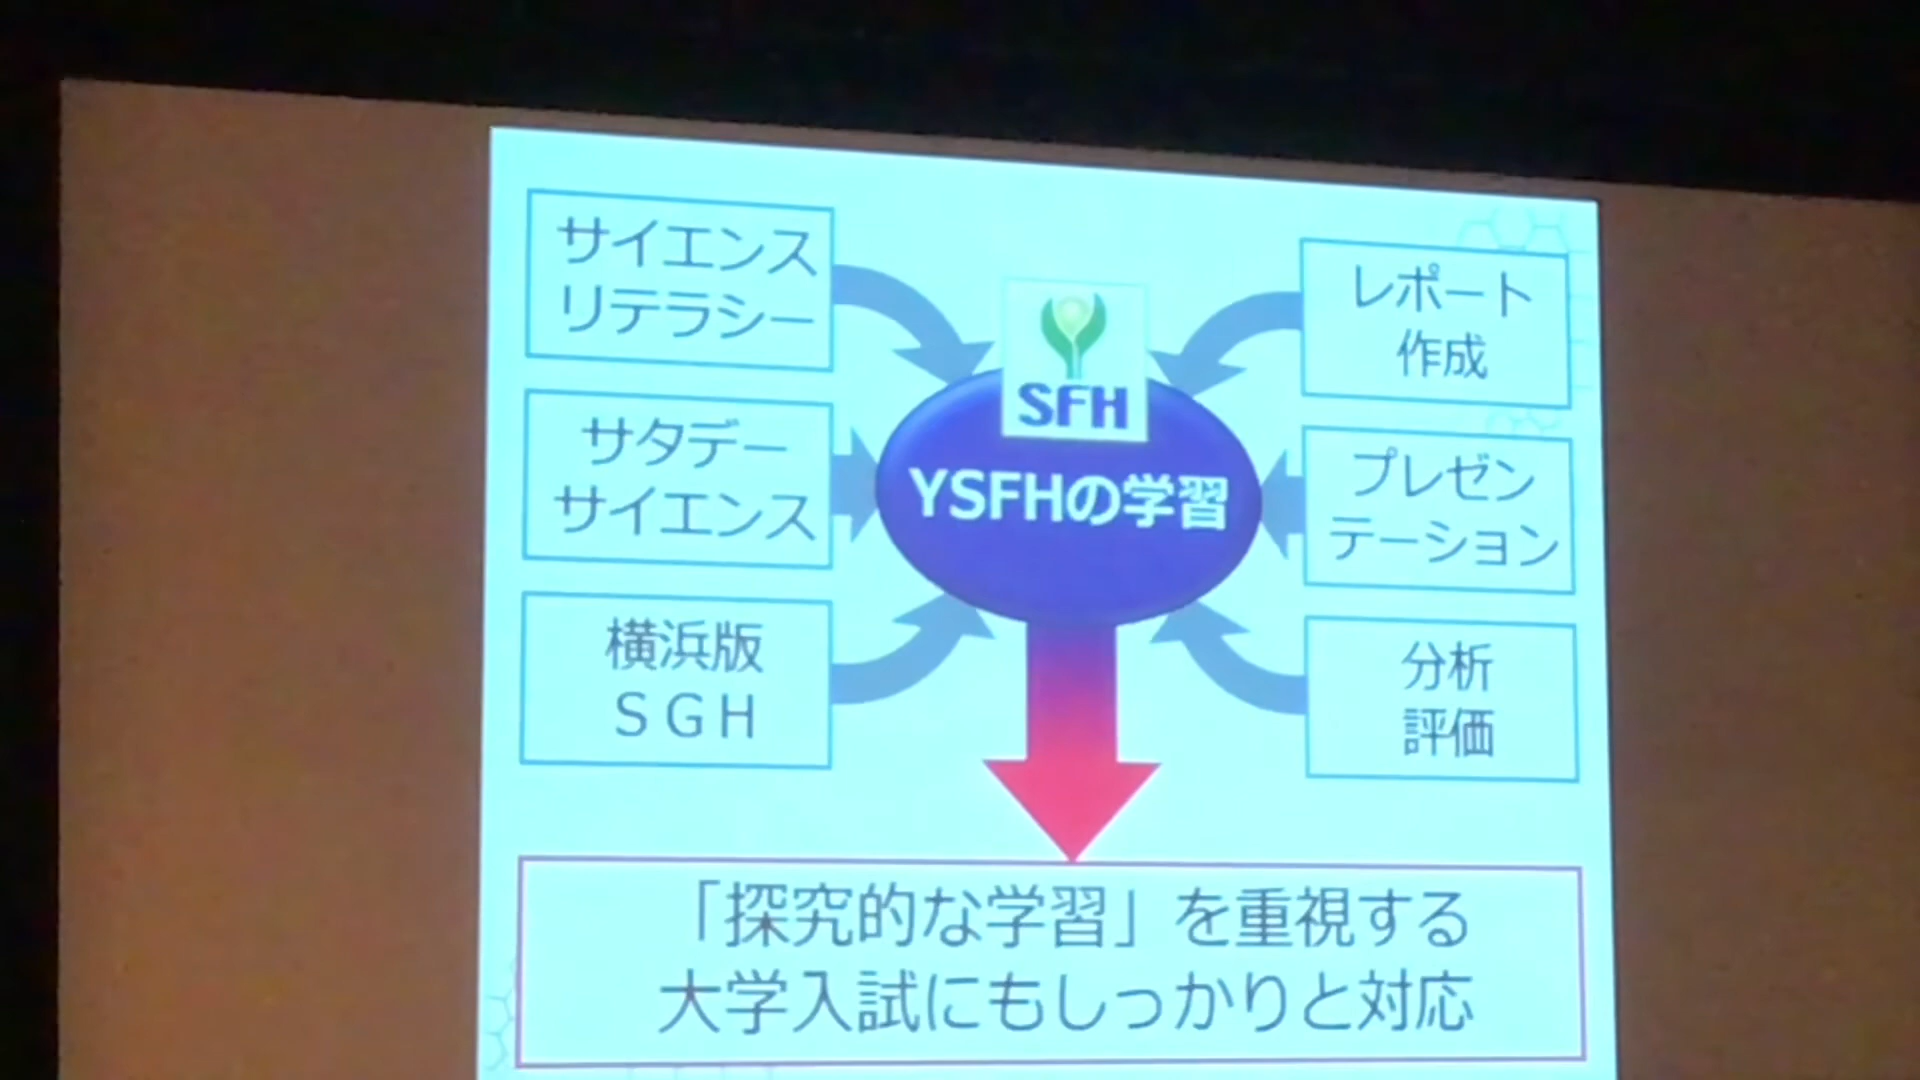 サイエンス
リテラシー
サタデー
サイエンス
横浜版
ＳＧＨ
SFH
YSFHの学習
レポート
作成
プレゼン
テーション
分析
評価
「探究的な学習」を重視する
大学入試にもしっかりと対応